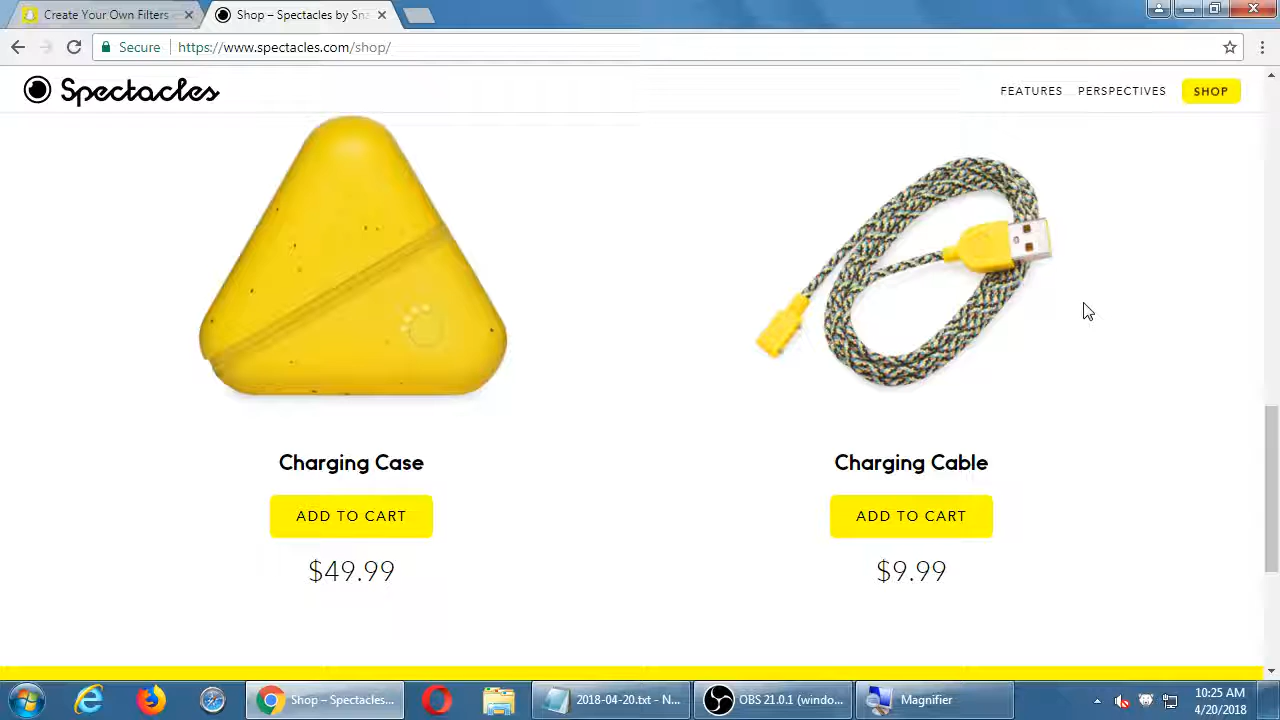 Create Your Own Filters
Shop – Spectacles by Sna
Secure
https://www.spectacles.com/shop/
Spectacles
FEATURES
PERSPECTIVES
SHOP
Charging Case
Charging Cable
ADD TO CART
ADD TO CART
$49.99
$9.99
Shop – Spectacles...
2018-04-20.txt - N...
OBS 21.0.1 (windo...
Magnifier
10:25 AM
4/20/2018